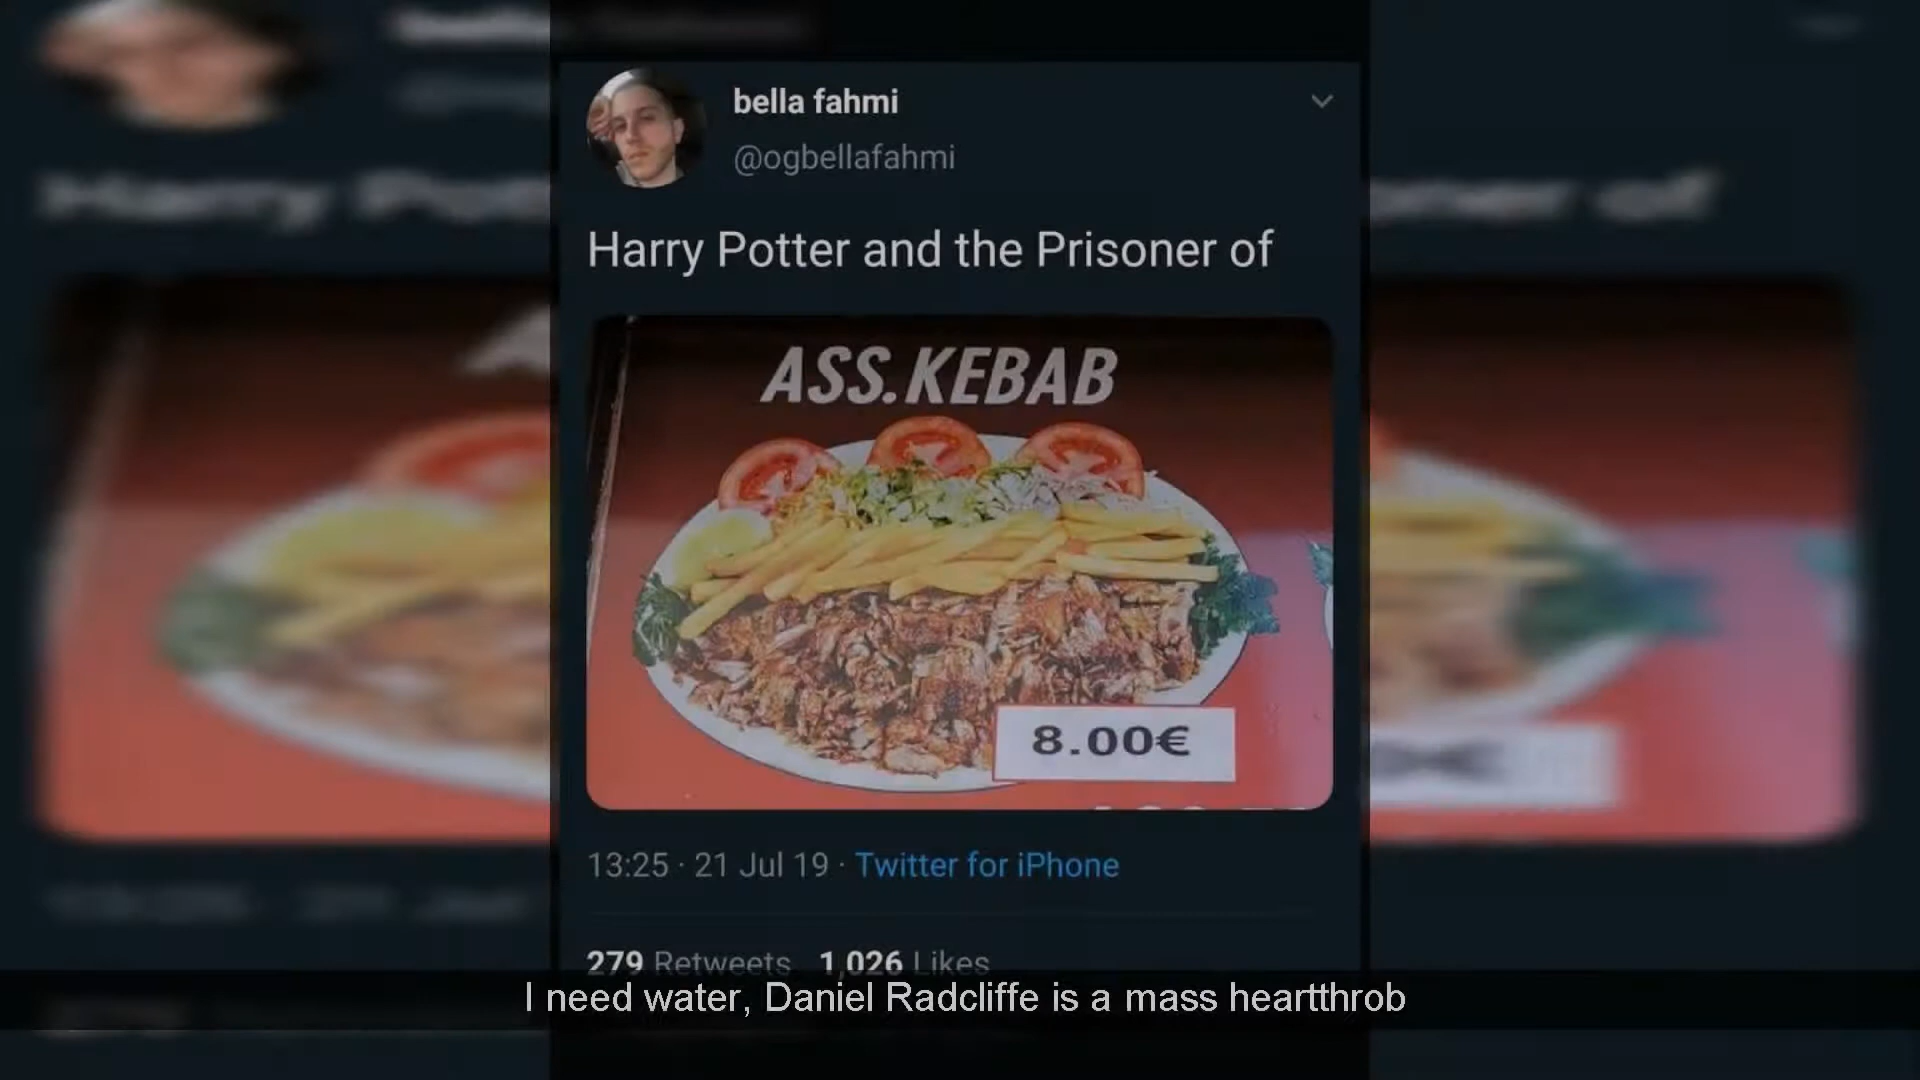 bella fahmi
@ogbellafahmi
Harry Potter and the Prisoner of
ASS.KEBAB
8.00€
13:25 · 21 Jul 19 · Twitter for iPhone
279 Retweets 1,026 Likes
I need water, Daniel Radcliffe is a mass heartthrob